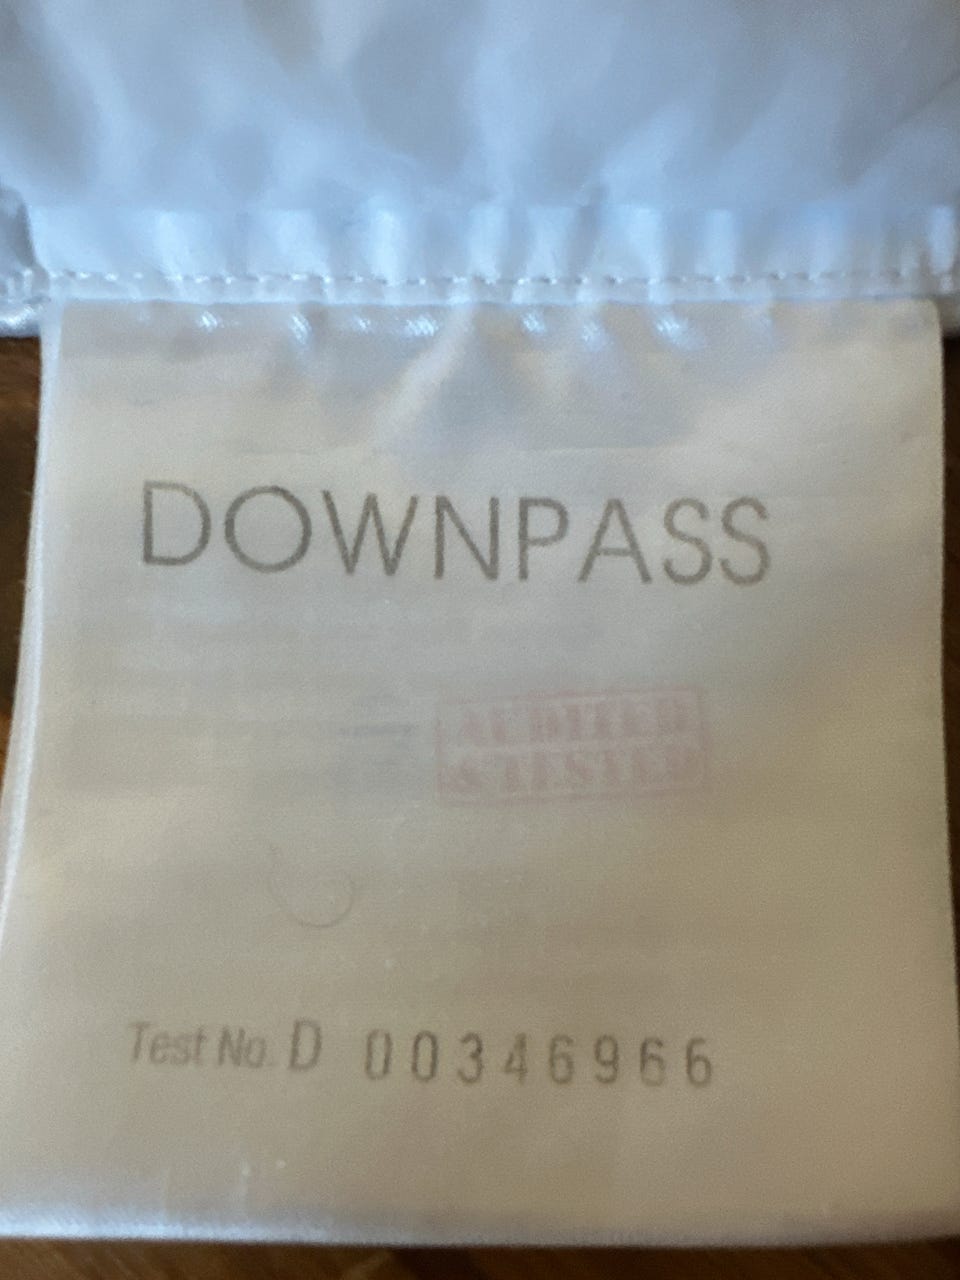 DOWNPASS
AUDITED
& TESTED
Test No. D 00346966